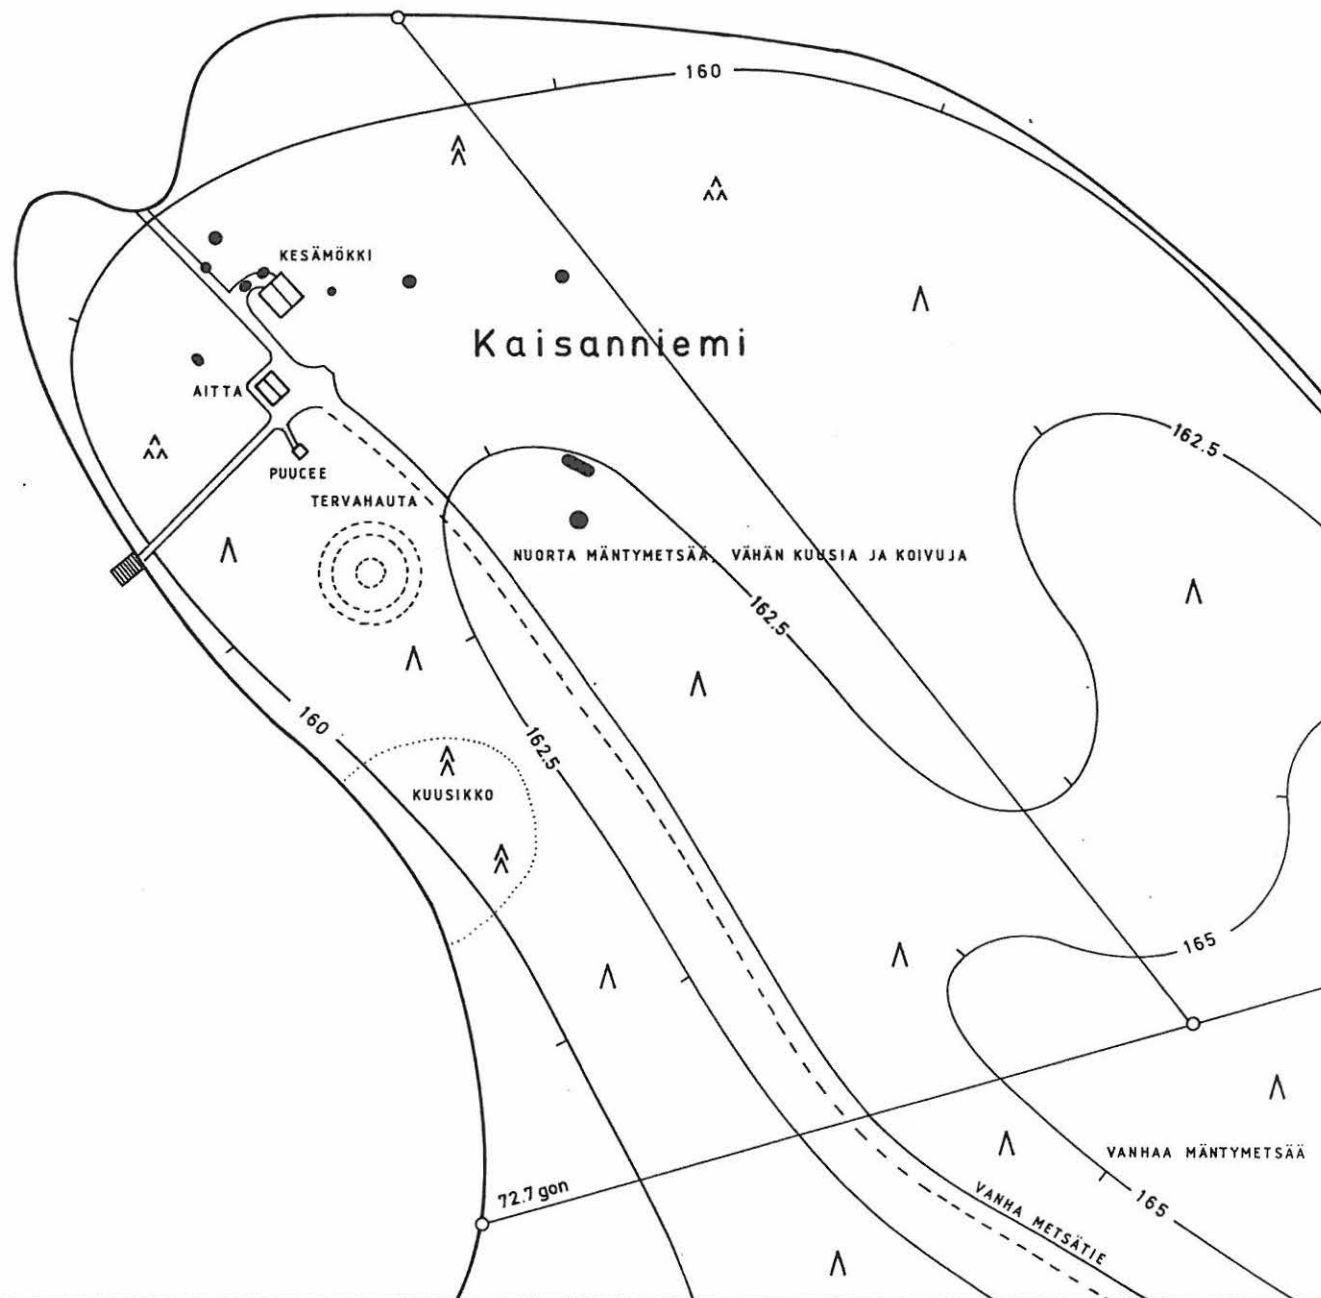 160
KESÄMÖKKI
Kaisanniemi
AITTA
162.5
PUUCEE
TERVAHAUTA
NUORTA MÄNTYMETSÄÄ, VÄHÄN KUUSIA JA KOIVUJA
162.5
160
162.5
KUUSIKKO
165
VANHAA MÄNTYMETSÄÄ
72.7 gon
VANHA METSÄTIE
165